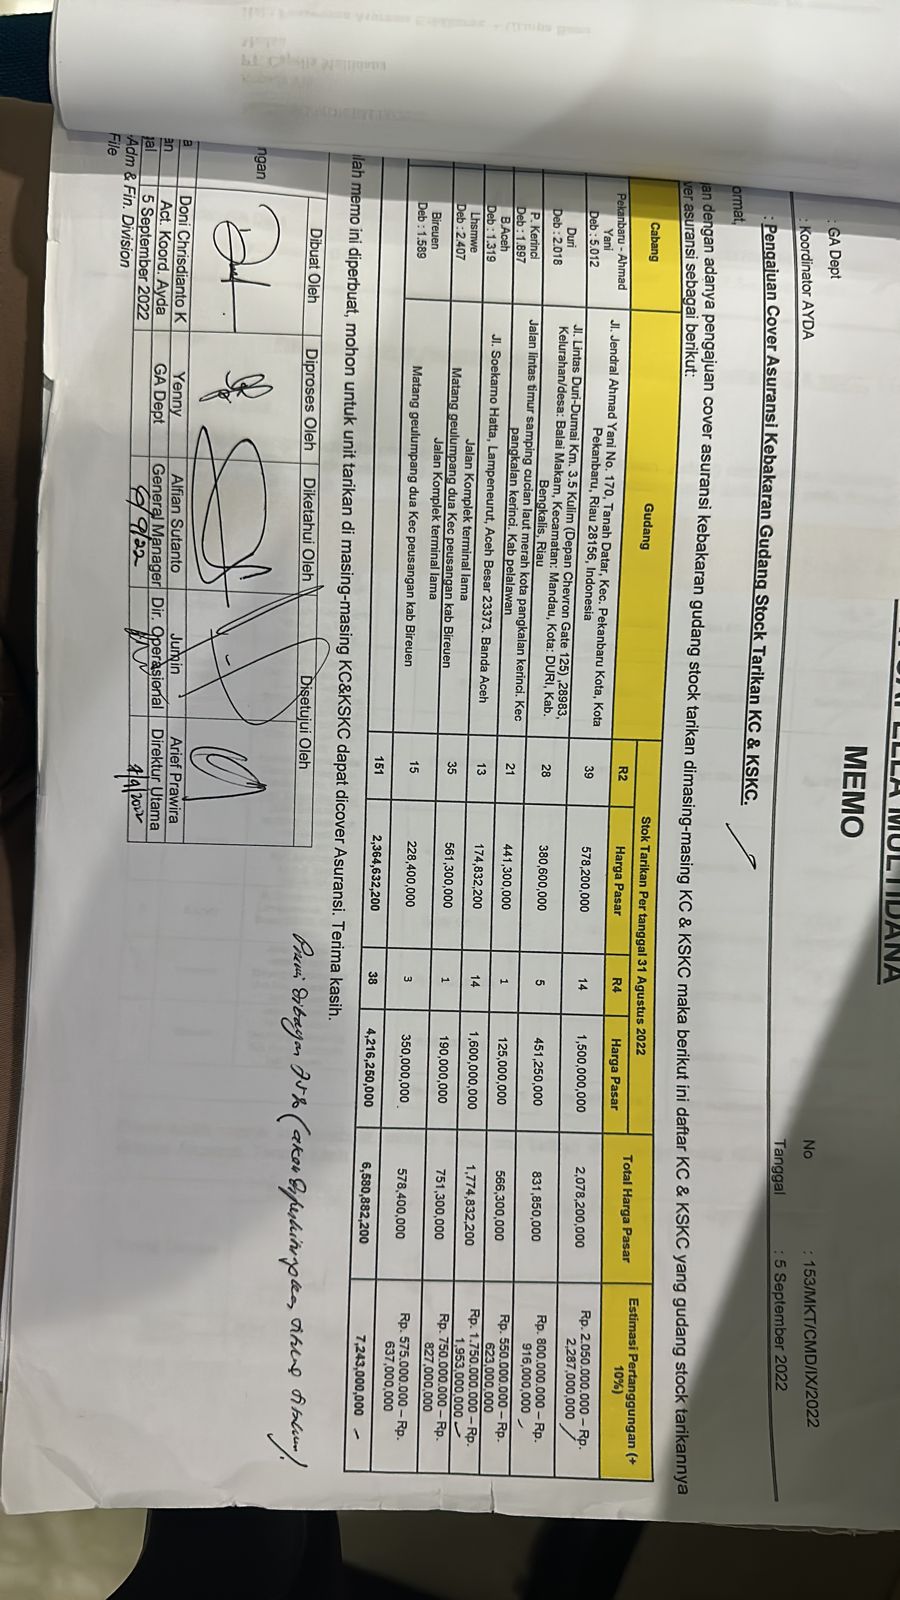 CAPELLA MULTIDANA
MEMO
: GA Dept
: Koordinator AYDA
No : 153/MKT/CMD/IX/2022
Tanggal : 5 September 2022
: Pengajuan Cover Asuransi Kebakaran Gudang Stock Tarikan KC & KSKC.
ormat,
an dengan adanya pengajuan cover asuransi kebakaran gudang stock tarikan dimasing-masing KC & KSKC maka berikut ini daftar KC & KSKC yang gudang stock tarikannya
ver asuransi sebagai berikut:
Cabang Gudang Stok Tarikan Per tanggal 31 Agustus 2022 Total Harga Pasar Estimasi Pertanggungan (+ 10%)
R2 Harga Pasar R4 Harga Pasar
Pekanbaru - Ahmad Yani Deb : 5.012 Jl. Jendral Ahmad Yani No. 170, Tanah Datar, Kec. Pekanbaru Kota, Kota Pekanbaru, Riau 28156, Indonesia 39 578,200,000 14 1,500,000,000 2,078,200,000 Rp. 2.050.000.000 – Rp. 2,287,000,000
Duri Deb : 2.018 Jl. Lintas Duri-Dumai Km. 3.5 Kulim (Depan Chevron Gate 125) ,28983, Kelurahan/desa: Balai Makam, Kecamatan: Mandau, Kota: DURI, Kab. Bengkalis, Riau 28 380,600,000 5 451,250,000 831,850,000 Rp. 800.000.000 – Rp. 916,000,000
P. Kerinci Deb : 1.897 Jalan lintas timur samping cucian laut merah kota pangkalan kerinci. Kec pangkalan kerinci. Kab pelalawan 21 441,300,000 1 125,000,000 566,300,000 Rp. 550.000.000 – Rp. 623,000,000
B.Aceh Deb : 1.319 Jl. Soekarno Hatta, Lampeneurut, Aceh Besar 23373. Banda Aceh 13 174,832,200 14 1,600,000,000 1,774,832,200 Rp. 1.750.000.000 – Rp. 1,953,000,000
Lhsmwe Deb : 2.407 Jalan Komplek terminal lama Matang geulumpang dua Kec peusangan kab Bireuen 35 561,300,000 1 190,000,000 751,300,000 Rp. 750.000.000 – Rp. 827,000,000
Bireuen Deb : 1.589 Jalan Komplek terminal lama Matang geulumpang dua Kec peusangan kab Bireuen 15 228,400,000 3 350,000,000 578,400,000 Rp. 575.000.000 – Rp. 637,000,000
151 2,364,632,200 38 4,216,250,000 6,580,882,200 7,243,000,000
lah memo ini diperbuat, mohon untuk unit tarikan di masing-masing KC&KSKC dapat dicover Asuransi. Terima kasih.
Premi dibayar 75% (akan diperhitungkan
Dibuat Oleh Diproses Oleh Diketahui Oleh Disetujui Oleh
ngan
a Doni Chrisdianto K Yenny Alfian Sutanto Jumin Arief Prawira
an Act. Koord. Ayda GA Dept General Manager Dir. Operasional Direktur Utama
gal 5 September 2022 6/9/22 7/9/2022
-Adm & Fin. Division
File